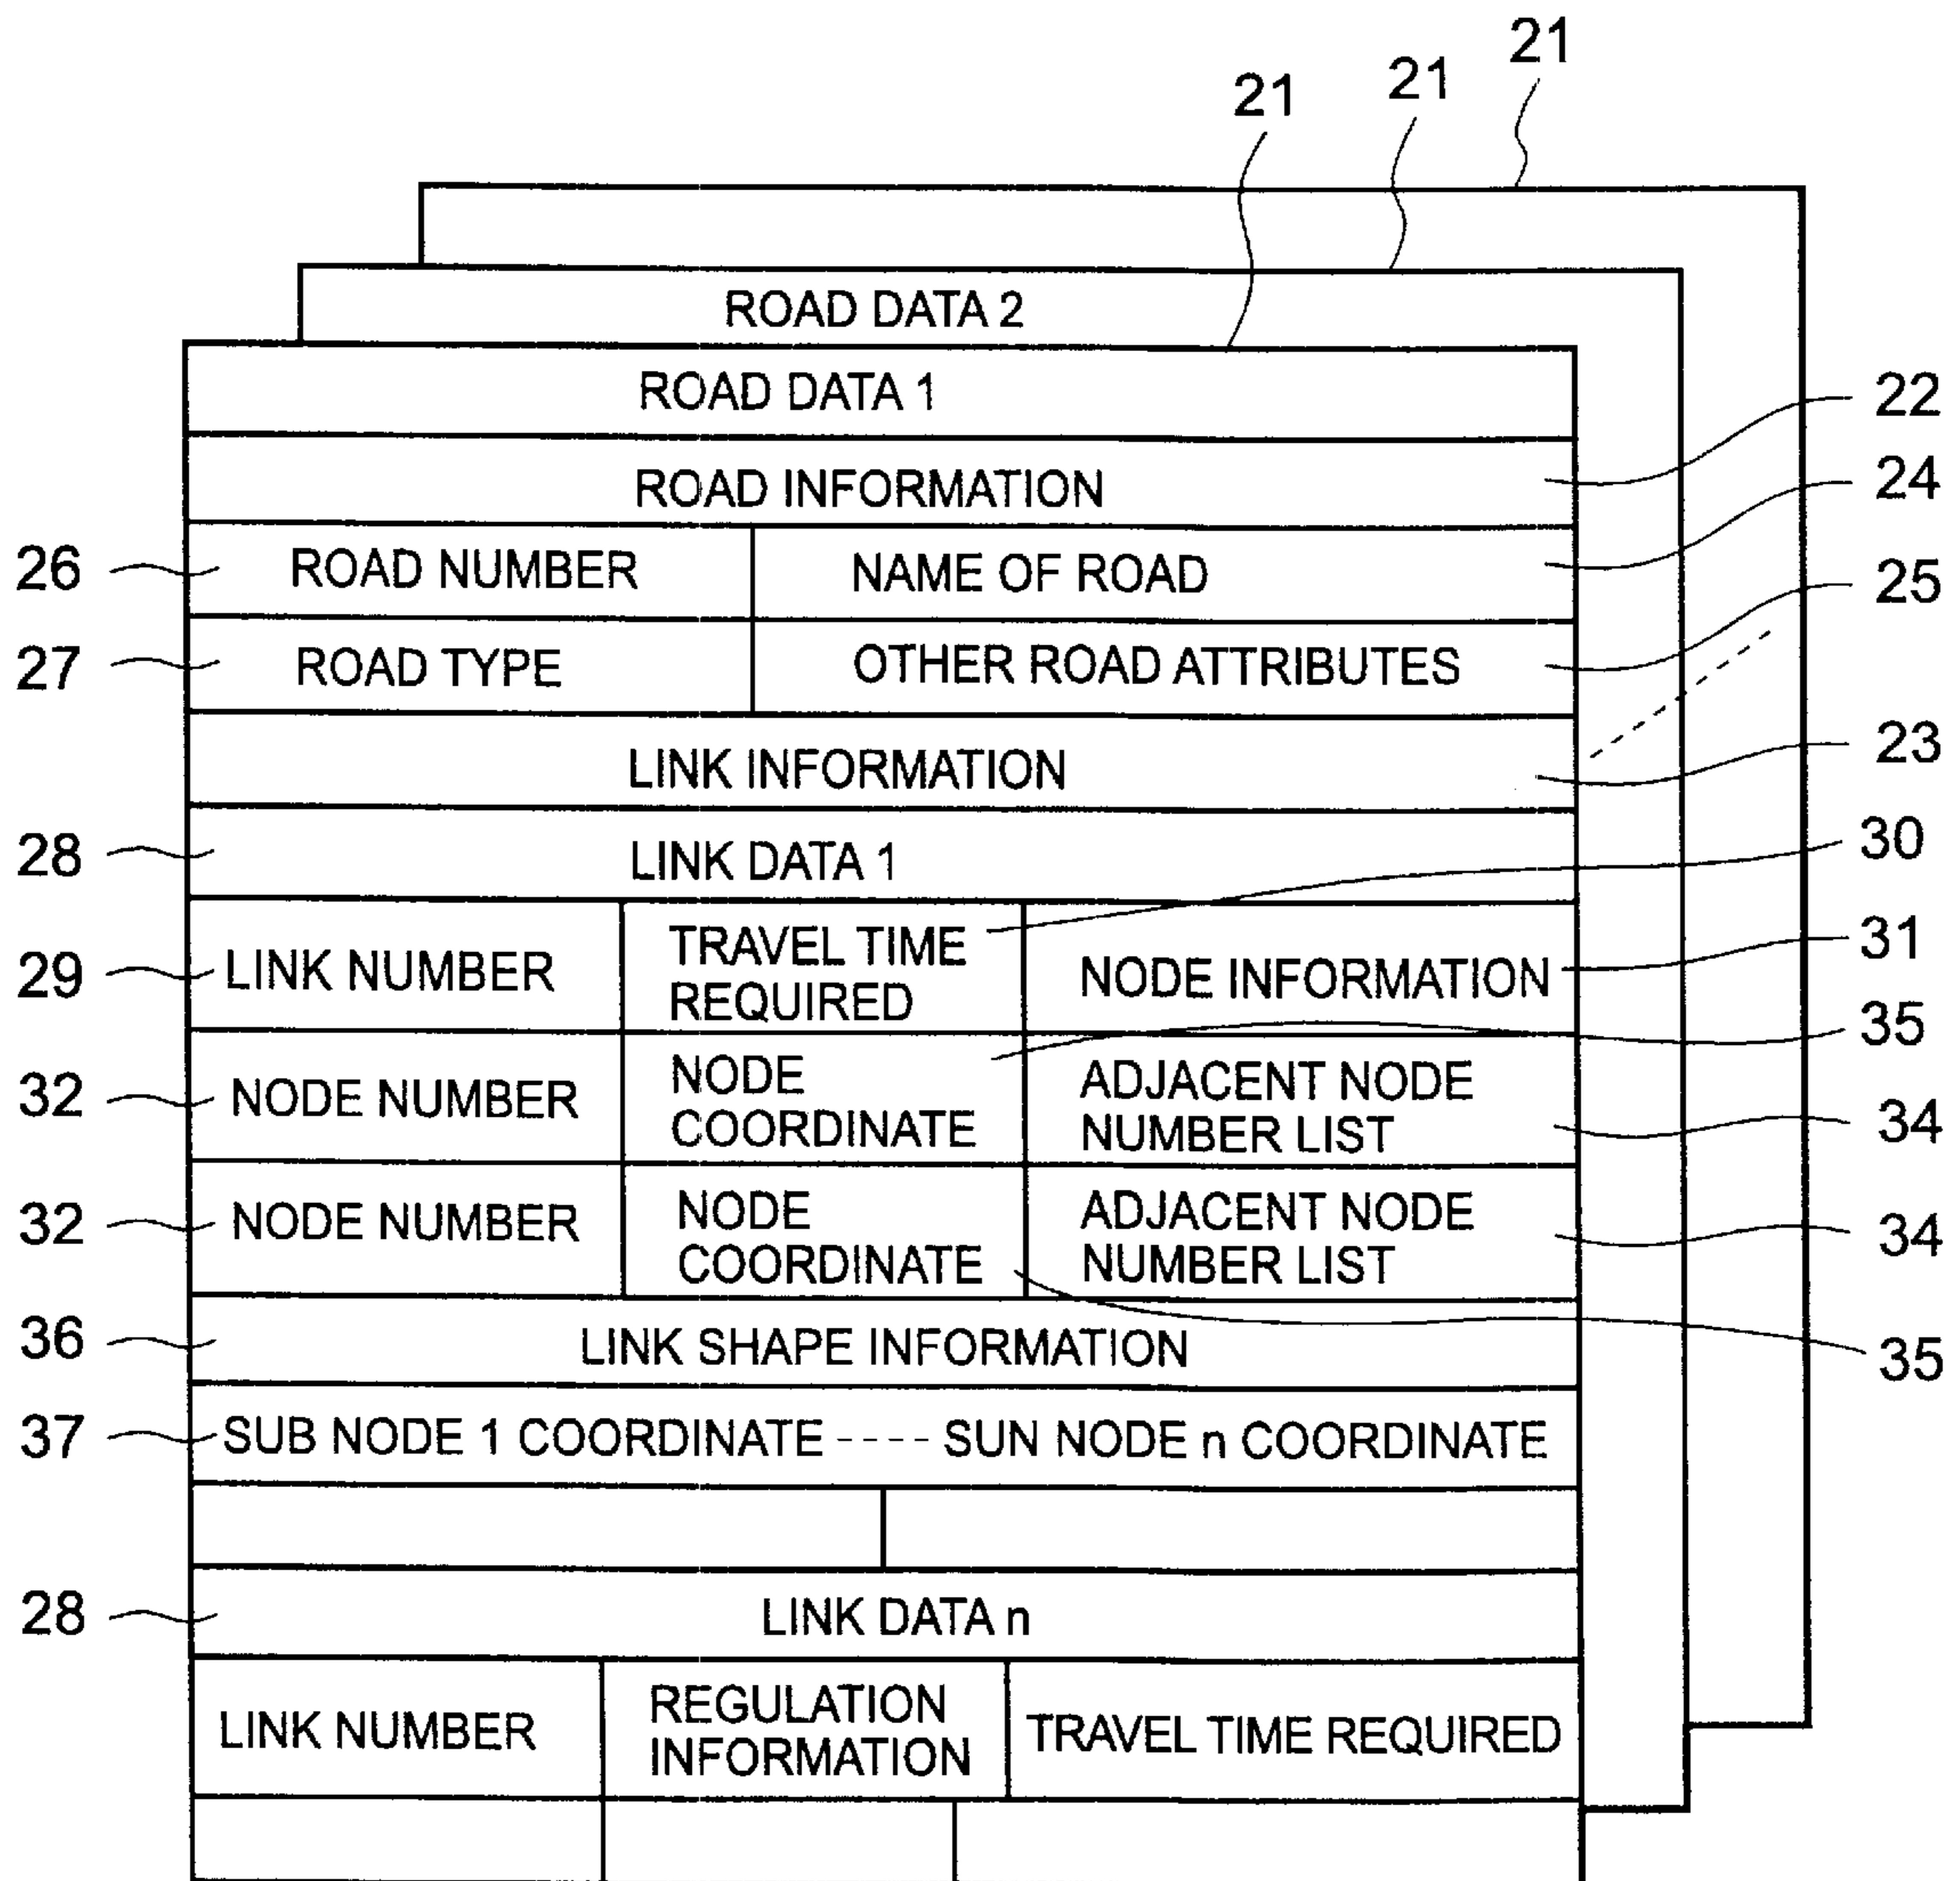 21
21
21
ROAD DATA 2
ROAD DATA 1
22
ROAD INFORMATION
24
26 ROAD NUMBER NAME OF ROAD
25
27 ROAD TYPE OTHER ROAD ATTRIBUTES
23
LINK INFORMATION
28 LINK DATA 1
30
29 LINK NUMBER
TRAVEL TIME
REQUIRED
NODE INFORMATION 31
35
32 NODE NUMBER
NODE
COORDINATE
ADJACENT NODE
NUMBER LIST
34
32 NODE NUMBER
NODE
COORDINATE
ADJACENT NODE
NUMBER LIST
34
36 LINK SHAPE INFORMATION
35
37 SUB NODE 1 COORDINATE ---- SUN NODE n COORDINATE
28 LINK DATA n
LINK NUMBER
REGULATION
INFORMATION
TRAVEL TIME REQUIRED